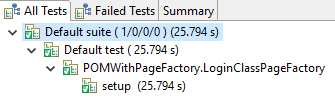 All Tests Failed Tests Summary
Default suite ( 1/0/0/0 ) (25.794 s)
Default test ( 25.794 s)
POMWithPageFactory.LoginClassPageFactory
setup (25.794 s)